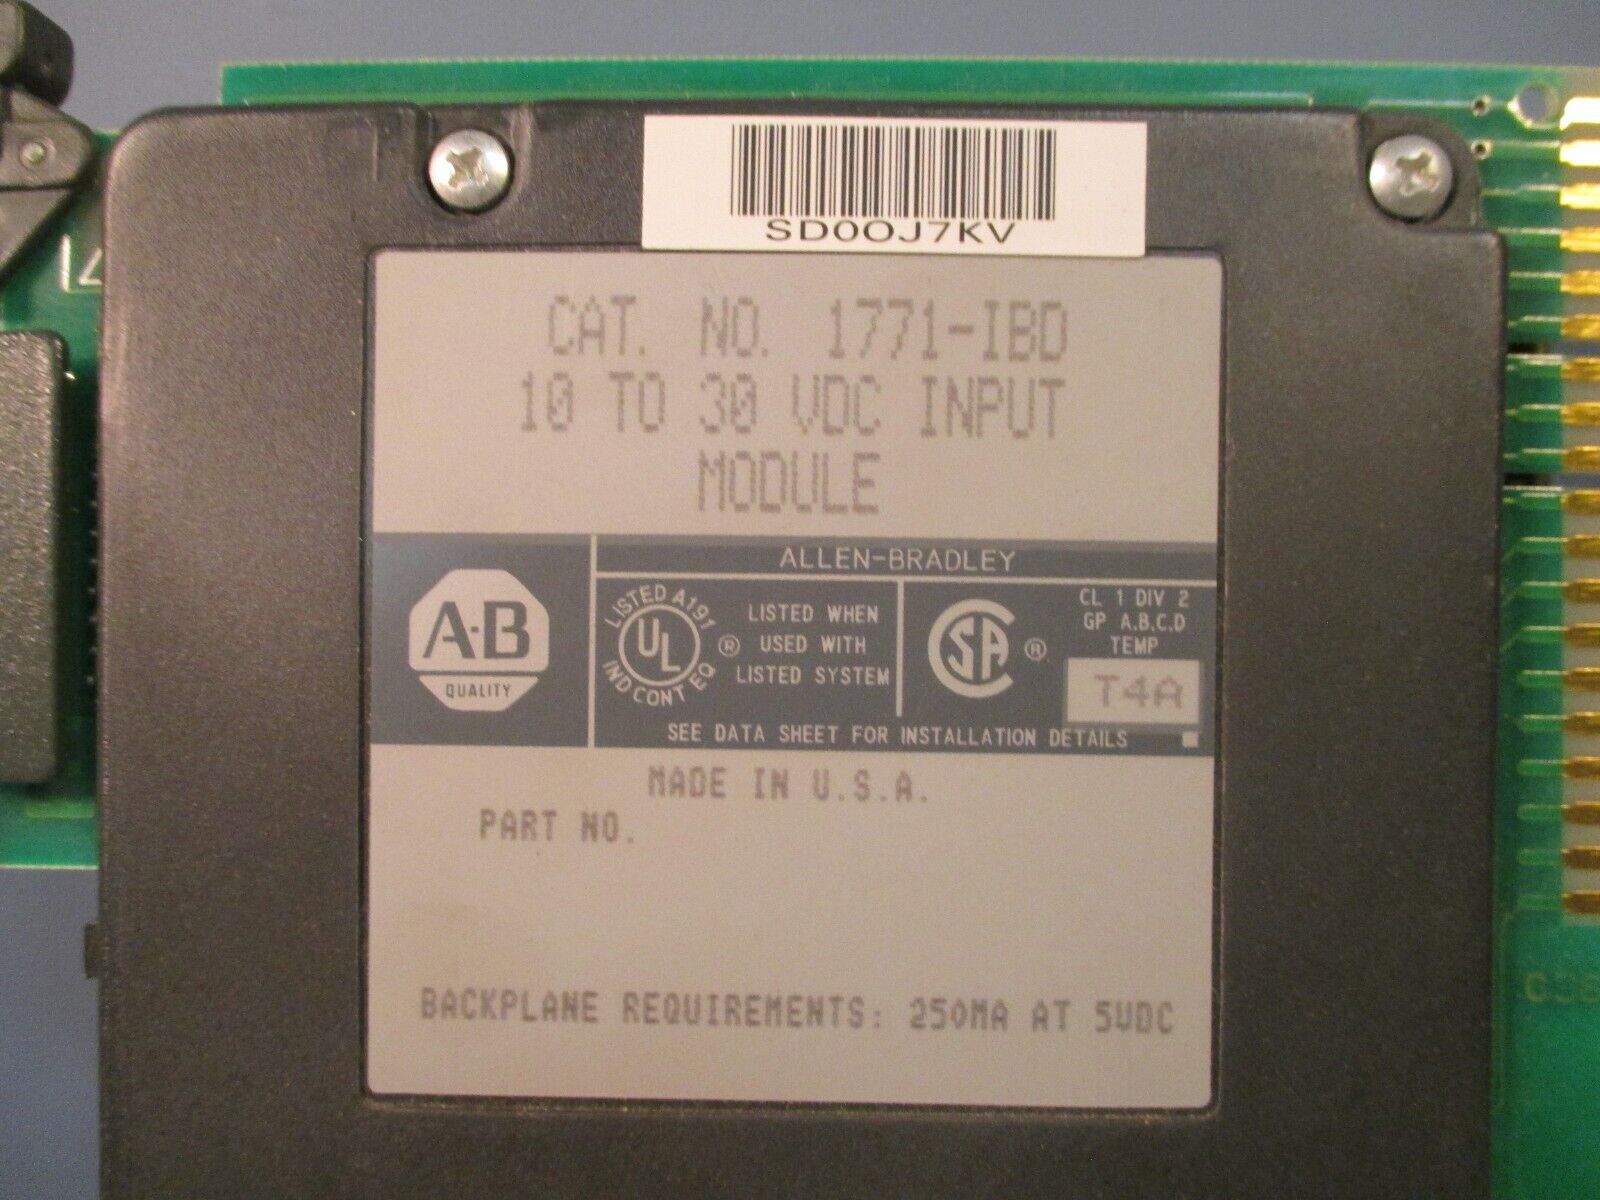 SD0OJ7KV
CAT. NO. 1771-IBD
10 TO 30 VDC INPUT
MODULE
ALLEN-BRADLEY
A-B
QUALITY
LISTED A191
UL
IND CONT EQ
®
LISTED WHEN
USED WITH
LISTED SYSTEM
CSA
®
CL 1 DIV 2
GP A,B,C,D
TEMP
T4A
SEE DATA SHEET FOR INSTALLATION DETAILS
MADE IN U.S.A.
PART NO.
BACKPLANE REQUIREMENTS: 250MA AT 5VDC